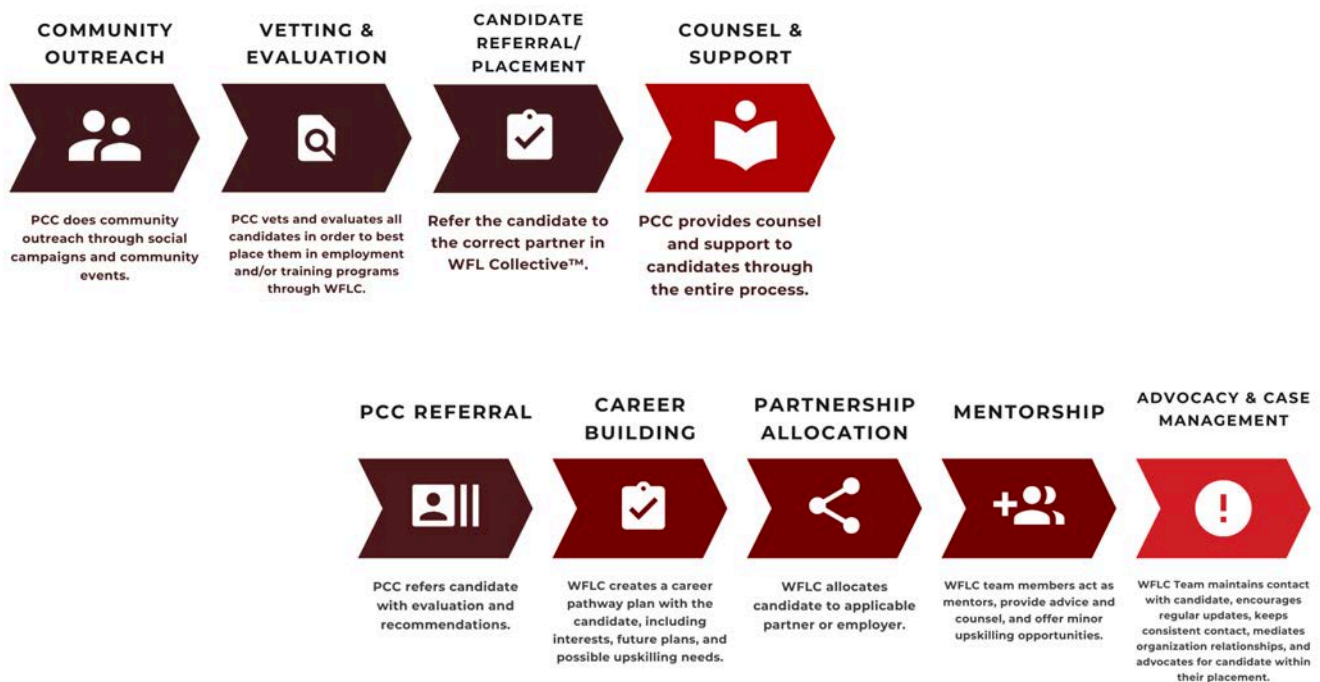 COMMUNITY
OUTREACH
PCC does community
outreach through social
campaigns and community
events.
VETTING &
EVALUATION
PCC vets and evaluates all
candidates in order to best
place them in employment
and/or training programs
through WFLC.
CANDIDATE
REFERRAL/
PLACEMENT
Refer the candidate to
the correct partner in
WFL Collective™.
COUNSEL &
SUPPORT
PCC provides counsel
and support to
candidates through
the entire process.
PCC REFERRAL
PCC refers candidate
with evaluation and
recommendations.
CAREER
BUILDING
WFLC creates a career
pathway plan with the
candidate, including
interests, future plans, and
possible upskilling needs.
PARTNERSHIP
ALLOCATION
WFLC allocates
candidate to applicable
partner or employer.
MENTORSHIP
WFLC team members act as
mentors, provide advice and
counsel, and offer minor
upskilling opportunities.
ADVOCACY & CASE
MANAGEMENT
WFLC Team maintains contact
with candidate, encourages
regular updates, keeps
consistent contact, mediates
organization relationships, and
advocates for candidate within
their placement.